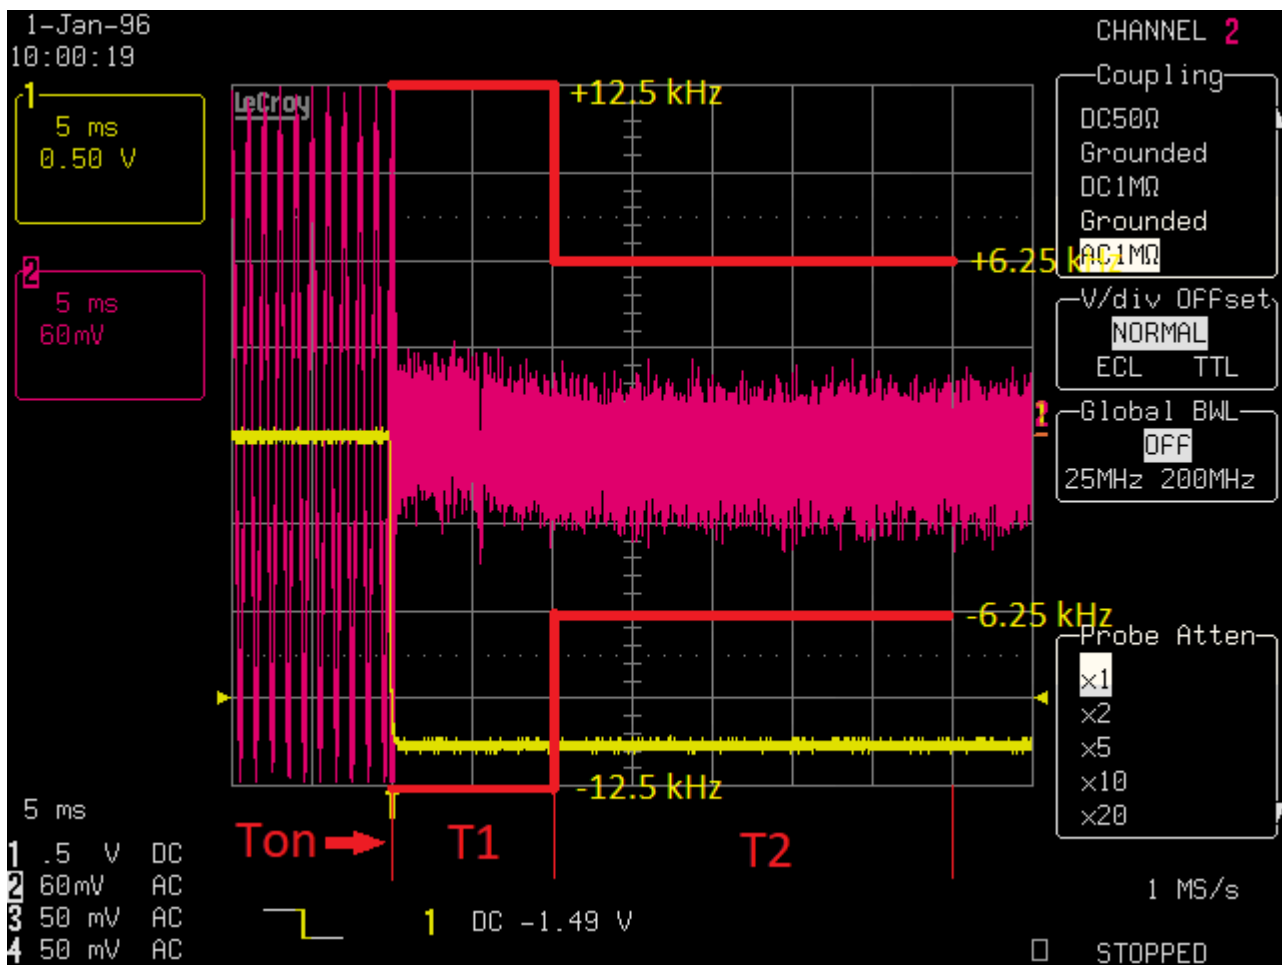 1-Jan-96
10:00:19
1
5 ms
0.50 V
2
5 ms
60mV
LeCroy
+12.5 kHz
+6.25 kHz
-6.25 kHz
-12.5 kHz
Ton
T1
T2
2
CHANNEL 2
Coupling
DC50Ω
Grounded
DC1MΩ
Grounded
AC1MΩ
V/div OFFset
NORMAL
ECL TTL
Global BWL
OFF
25MHz 200MHz
Probe Atten
×1
×2
×5
×10
×20
5 ms
1 .5 V DC
2 60mV AC
3 50 mV AC
4 50 mV AC
1 DC -1.49 V
1 MS/s
STOPPED